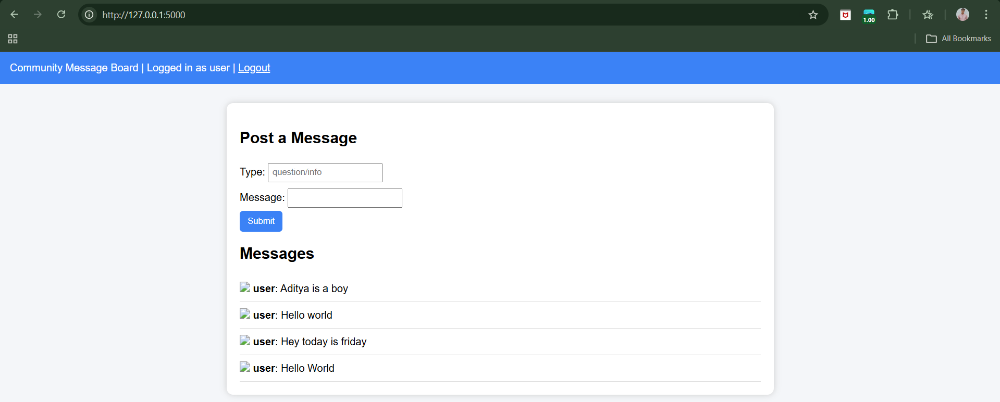 http://127.0.0.1:5000
1.00
All Bookmarks
Community Message Board | Logged in as user | Logout
Post a Message
Type: question/info
Message:
Submit
Messages
user: Aditya is a boy
user: Hello world
user: Hey today is friday
user: Hello World